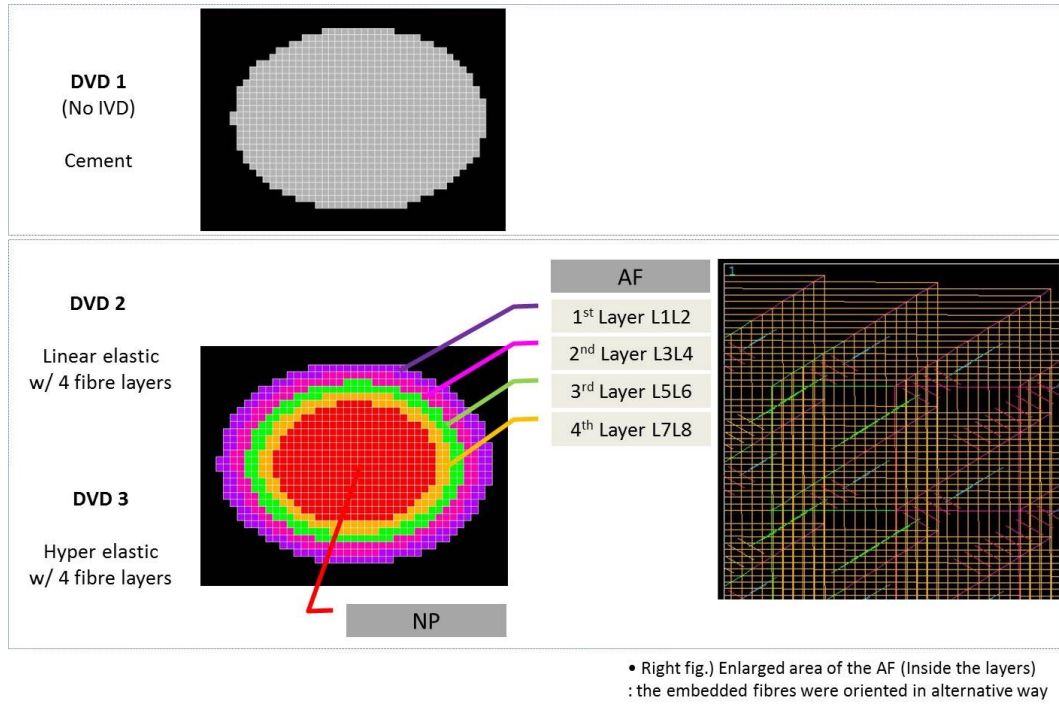 DVD 1
(No IVD)
Cement
DVD 2
Linear elastic
w/ 4 fibre layers
DVD 3
Hyper elastic
w/ 4 fibre layers
AF
1st Layer L1L2
2nd Layer L3L4
3rd Layer L5L6
4th Layer L7L8
NP
1
• Right fig.) Enlarged area of the AF (Inside the layers)
: the embedded fibres were oriented in alternative way